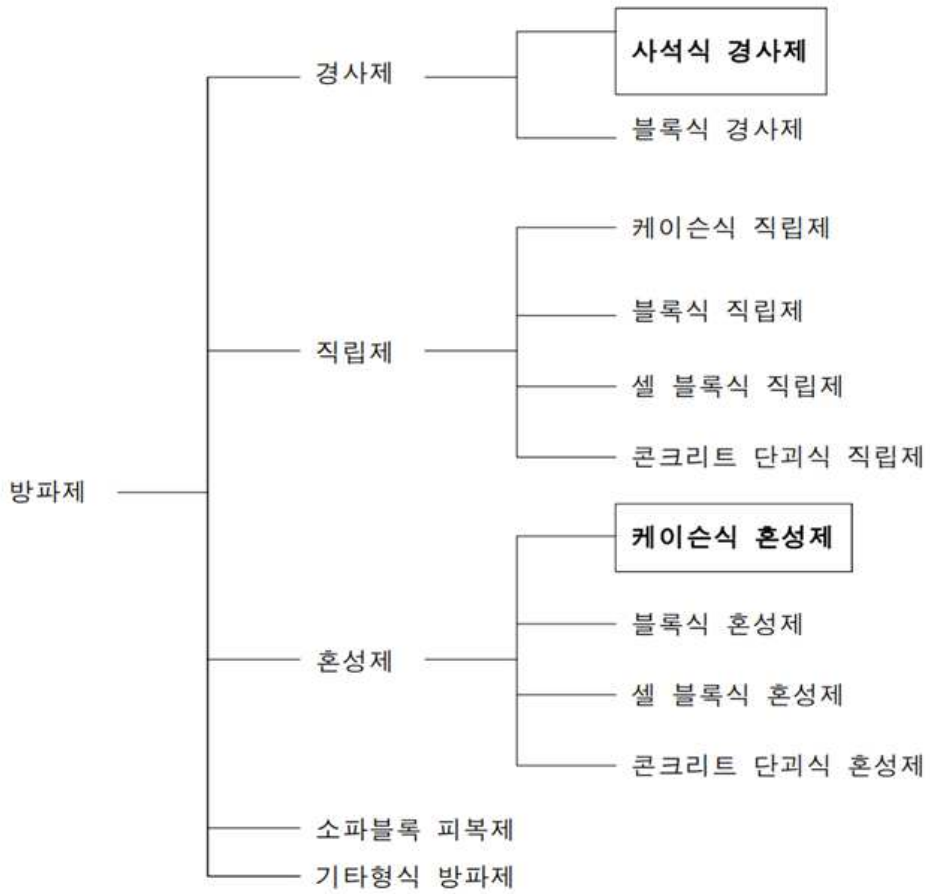 방파제
경사제
사석식 경사제
블록식 경사제
직립제
케이슨식 직립제
블록식 직립제
셀 블록식 직립제
콘크리트 단괴식 직립제
혼성제
케이슨식 혼성제
블록식 혼성제
셀 블록식 혼성제
콘크리트 단괴식 혼성제
소파블록 피복제
기타형식 방파제